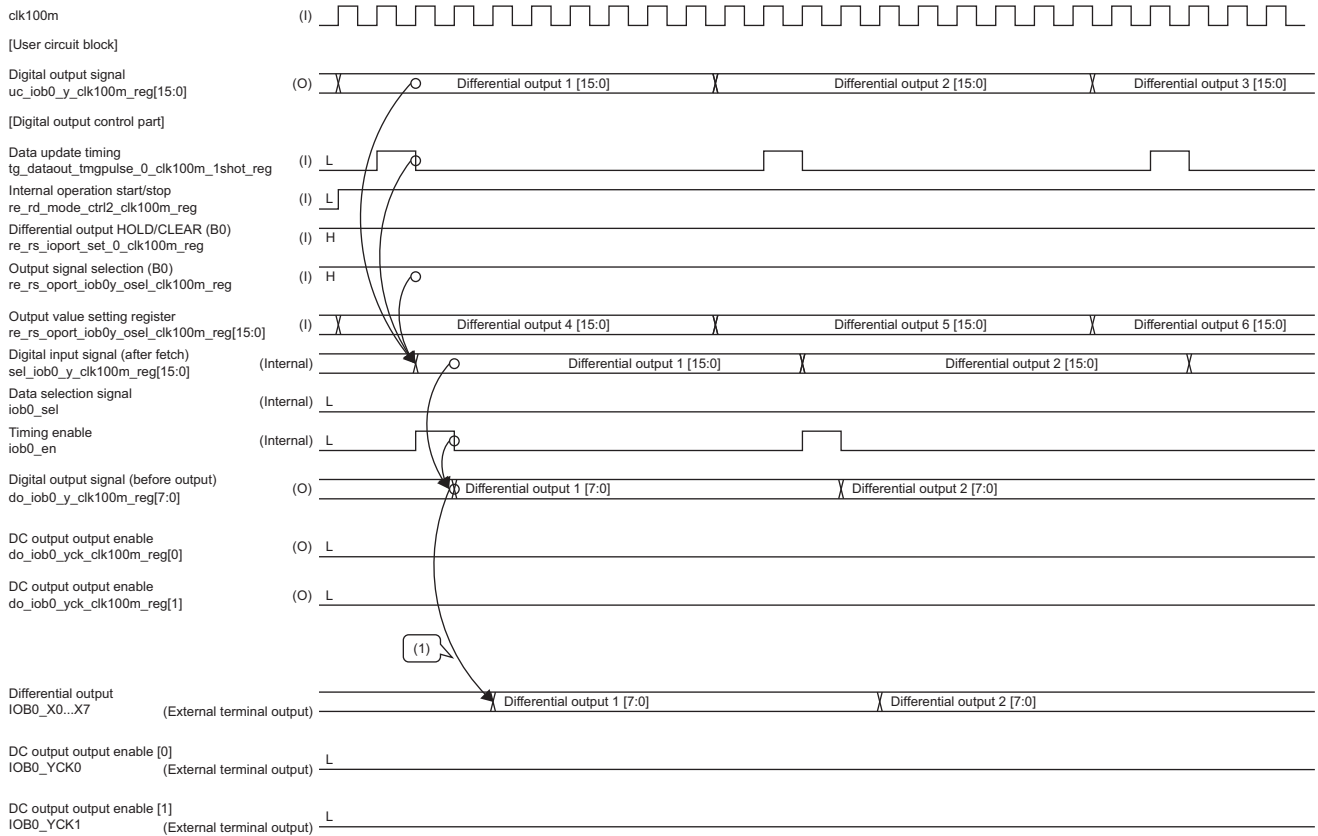 clk100m (I)
[User circuit block]
Digital output signal
uc_iob0_y_clk100m_reg[15:0] (O) Differential output 1 [15:0] Differential output 2 [15:0] Differential output 3 [15:0]
[Digital output control part]
Data update timing
tg_dataout_tmgpulse_0_clk100m_1shot_reg (I) L
Internal operation start/stop
re_rd_mode_ctrl2_clk100m_reg (I) L
Differential output HOLD/CLEAR (B0)
re_rs_ioport_set_0_clk100m_reg (I) H
Output signal selection (B0)
re_rs_oport_iob0y_osel_clk100m_reg (I) H
Output value setting register
re_rs_oport_iob0y_osel_clk100m_reg[15:0] (I) Differential output 4 [15:0] Differential output 5 [15:0] Differential output 6 [15:0]
Digital input signal (after fetch)
sel_iob0_y_clk100m_reg[15:0] (Internal) Differential output 1 [15:0] Differential output 2 [15:0]
Data selection signal
iob0_sel (Internal) L
Timing enable
iob0_en (Internal) L
Digital output signal (before output)
do_iob0_y_clk100m_reg[7:0] (O) Differential output 1 [7:0] Differential output 2 [7:0]
DC output output enable
do_iob0_yck_clk100m_reg[0] (O) L
DC output output enable
do_iob0_yck_clk100m_reg[1] (O) L
(1)
Differential output
IOB0_X0...X7 (External terminal output) Differential output 1 [7:0] Differential output 2 [7:0]
DC output output enable [0]
IOB0_YCK0 (External terminal output) L
DC output output enable [1]
IOB0_YCK1 (External terminal output) L